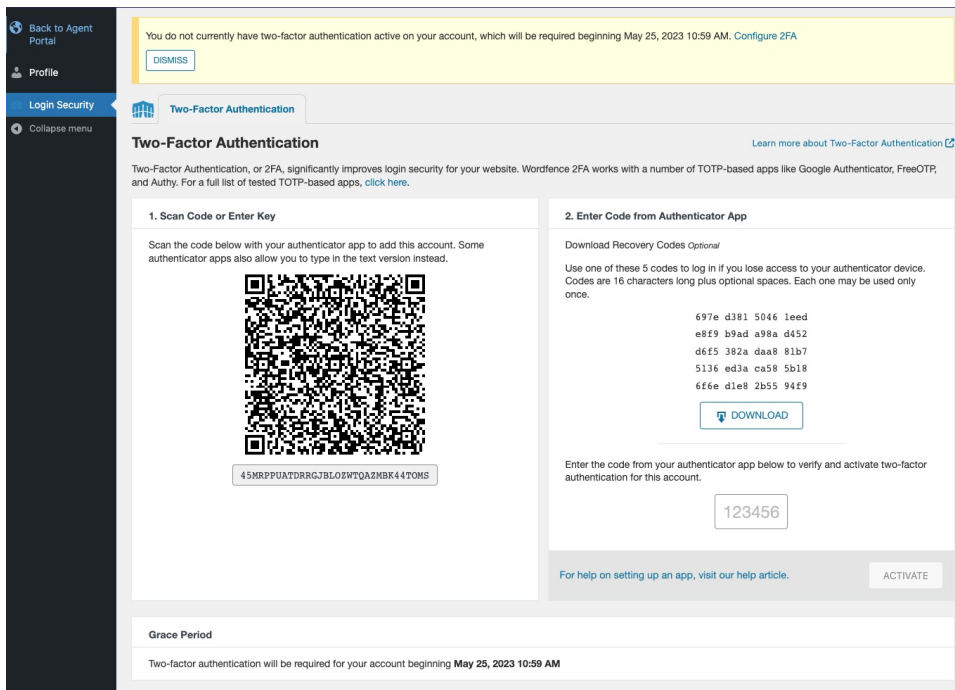 Back to Agent
Portal
Profile
Login Security
Collapse menu
You do not currently have two-factor authentication active on your account, which will be required beginning May 25, 2023 10:59 AM. Configure 2FA
DISMISS
Two-Factor Authentication
Two-Factor Authentication
Learn more about Two-Factor Authentication
Two-Factor Authentication, or 2FA, significantly improves login security for your website. Wordfence 2FA works with a number of TOTP-based apps like Google Authenticator, FreeOTP,
and Authy. For a full list of tested TOTP-based apps, click here.
1. Scan Code or Enter Key
Scan the code below with your authenticator app to add this account. Some
authenticator apps also allow you to type in the text version instead.
45MRPPUATDRRGJBLOZWTQAZMBK44TOMS
2. Enter Code from Authenticator App
Download Recovery Codes Optional
Use one of these 5 codes to log in if you lose access to your authenticator device.
Codes are 16 characters long plus optional spaces. Each one may be used only
once.
697e d381 5046 1eed
e8f9 b9ad a98a d452
d6f5 382a daa8 81b7
5136 ed3a ca58 5b18
6f6e d1e8 2b55 94f9
DOWNLOAD
Enter the code from your authenticator app below to verify and activate two-factor
authentication for this account.
123456
For help on setting up an app, visit our help article.
ACTIVATE
Grace Period
Two-factor authentication will be required for your account beginning May 25, 2023 10:59 AM